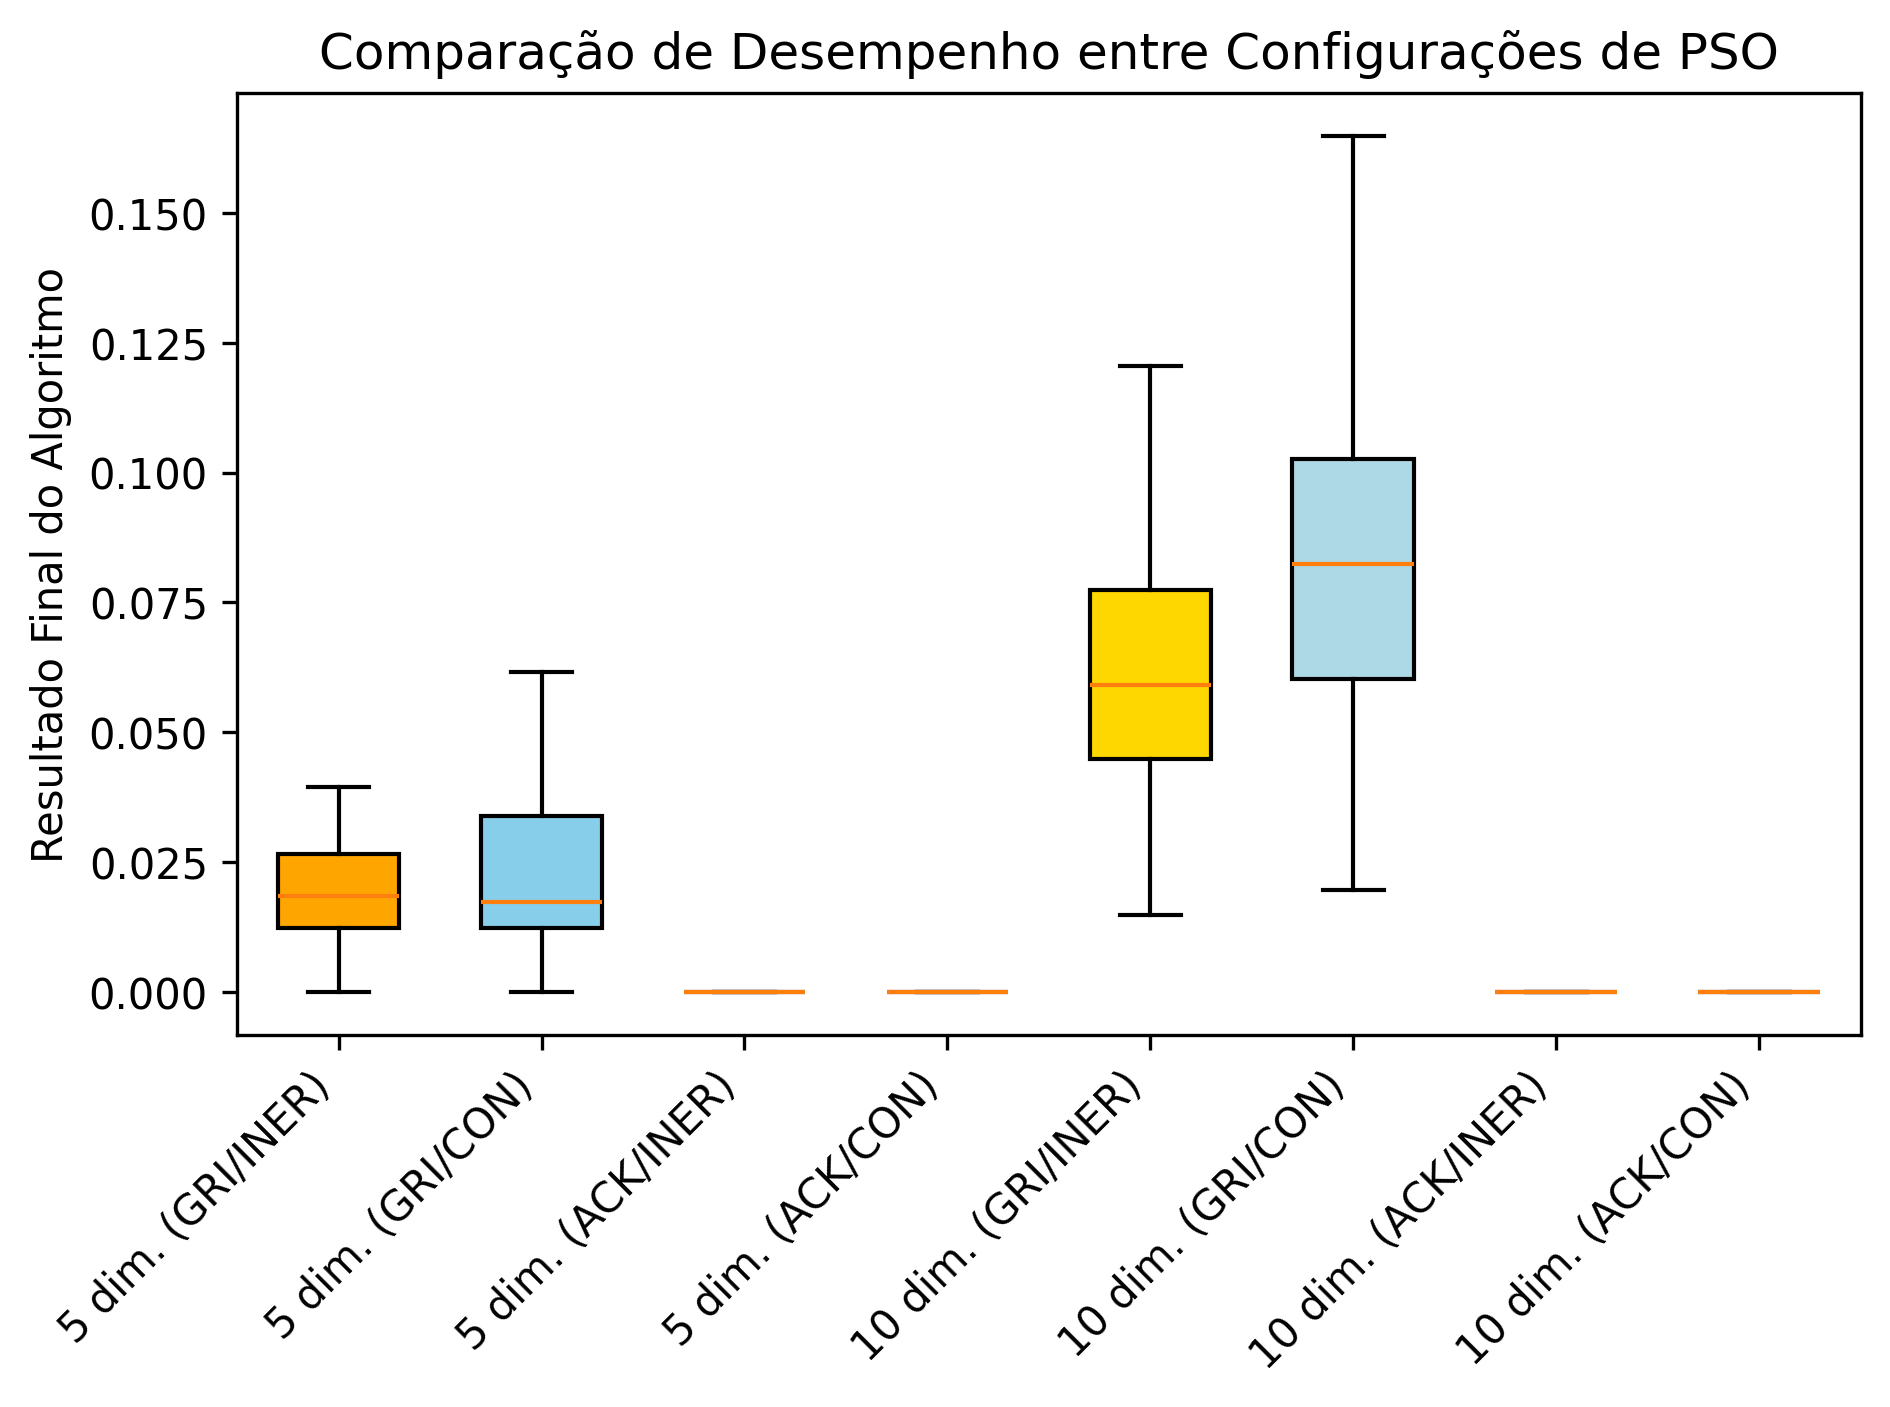 Comparação de Desempenho entre Configurações de PSO
Resultado Final do Algoritmo
0.150
0.125
0.100
0.075
0.050
0.025
0.000
5 dim. (GRI/INER)
5 dim. (GRI/CON)
5 dim. (ACK/INER)
5 dim. (ACK/CON)
10 dim. (GRI/INER)
10 dim. (GRI/CON)
10 dim. (ACK/INER)
10 dim. (ACK/CON)